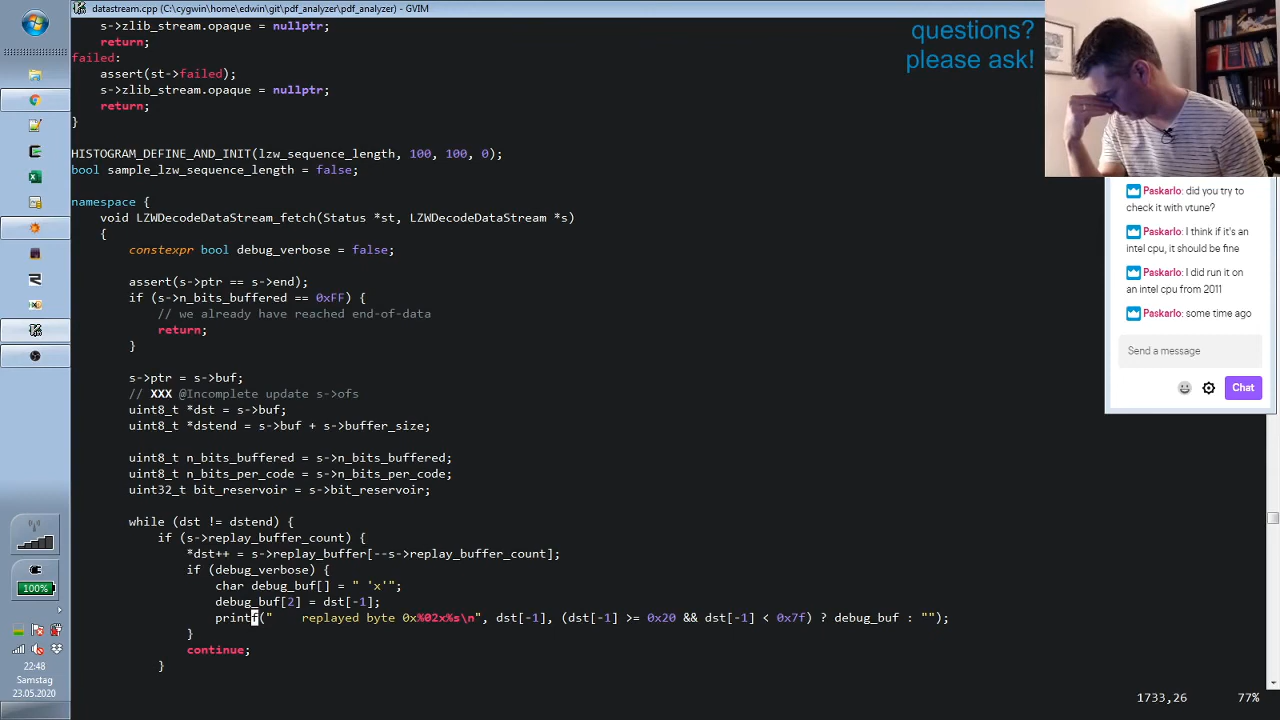 datastream.cpp (C:\cygwin\home\edwin\git\pdf_analyzer\pdf_analyzer) - GVIM
s->zlib_stream.opaque = nullptr;
return;
failed:
assert(st->failed);
s->zlib_stream.opaque = nullptr;
return;
}
HISTOGRAM_DEFINE_AND_INIT(lzw_sequence_length, 100, 100, 0);
bool sample_lzw_sequence_length = false;
namespace {
void LZWDecodeDataStream_fetch(Status *st, LZWDecodeDataStream *s)
{
constexpr bool debug_verbose = false;
assert(s->ptr == s->end);
if (s->n_bits_buffered == 0xFF) {
// we already have reached end-of-data
return;
}
s->ptr = s->buf;
// XXX @Incomplete update s->ofs
uint8_t *dst = s->buf;
uint8_t *dstend = s->buf + s->buffer_size;
uint8_t n_bits_buffered = s->n_bits_buffered;
uint8_t n_bits_per_code = s->n_bits_per_code;
uint32_t bit_reservoir = s->bit_reservoir;
while (dst != dstend) {
if (s->replay_buffer_count) {
*dst++ = s->replay_buffer[--s->replay_buffer_count];
if (debug_verbose) {
char debug_buf[] = " 'x'";
debug_buf[2] = dst[-1];
printf("    replayed byte 0x%02x%s\n", dst[-1], (dst[-1] >= 0x20 && dst[-1] < 0x7f) ? debug_buf : "");
}
continue;
}
1733,26 77%
questions?
please ask!
Paskarlo: did you try to
check it with vtune?
Paskarlo: I think if it's an
intel cpu, it should be fine
Paskarlo: I did run it on
an intel cpu from 2011
Paskarlo: some time ago
Send a message
Chat
100%
22:48
Samstag
23.05.2020